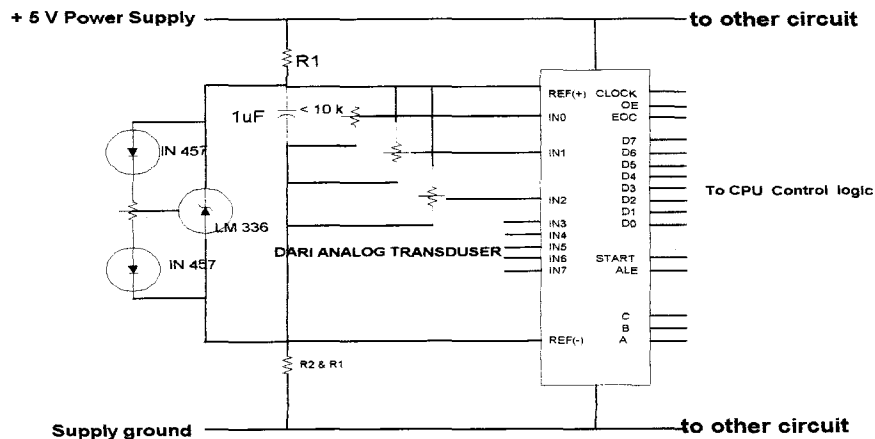 + 5 V Power Supply
to other circuit
R1
REF(+) CLOCK
OE
EOC
1uF
< 10 k
IN0
IN 457
IN1
D7
D6
D5
D4
D3
D2
D1
D0
To CPU Control logic
IN2
LM 336
IN3
IN4
IN5
IN6
IN7
DARI ANALOG TRANSDUSER
IN 457
START
ALE
C
B
A
REF(-)
R2 & R1
Supply ground
to other circuit